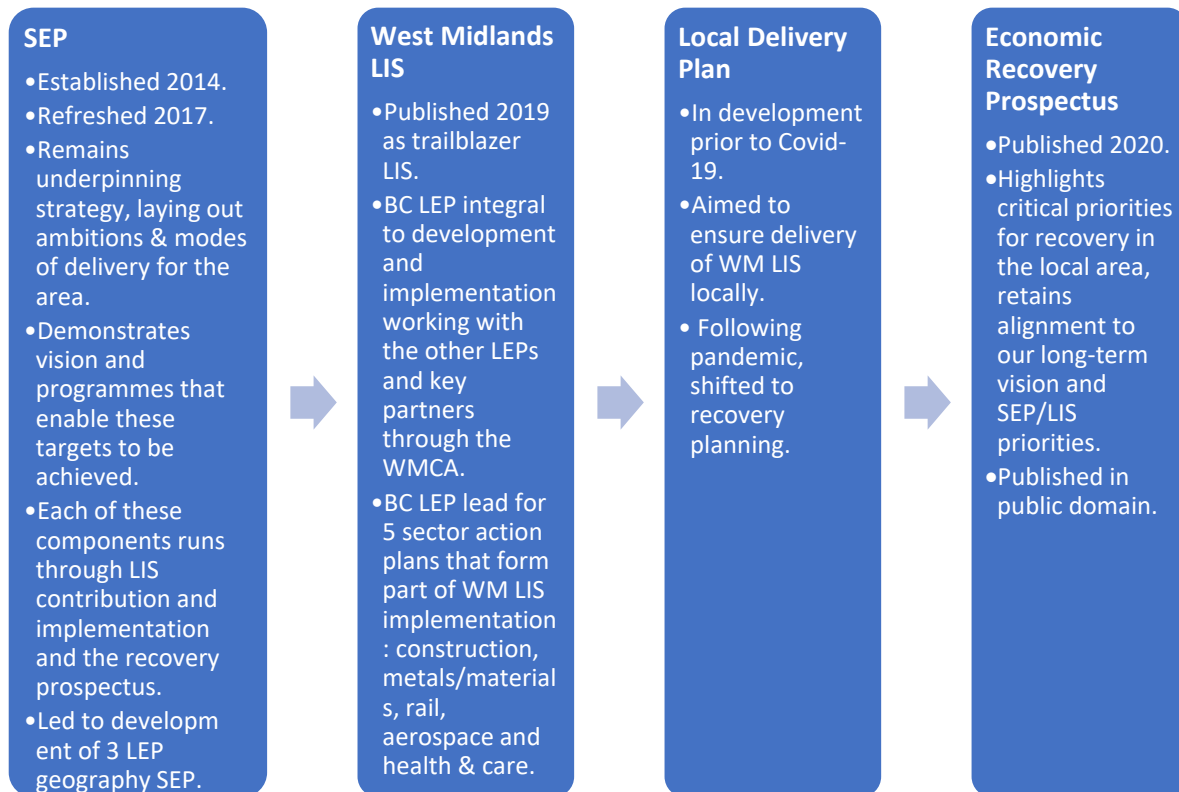 SEP
•Established 2014.
•Refreshed 2017.
•Remains
underpinning
strategy, laying out
ambitions & modes
of delivery for the
area.
•Demonstrates
vision and
programmes that
enable these
targets to be
achieved.
•Each of these
components runs
through LIS
contribution and
implementation
and the recovery
prospectus.
•Led to developm
ent of 3 LEP
geography SEP.
West Midlands
LIS
•Published 2019
as trailblazer
LIS.
•BC LEP integral
to development
and
implementation
working with
the other LEPs
and key
partners
through the
WMCA.
•BC LEP lead for
5 sector action
plans that form
part of WM LIS
implementation
: construction,
metals/material
s, rail,
aerospace and
health & care.
Local Delivery
Plan
•In development
prior to Covid-
19.
•Aimed to
ensure delivery
of WM LIS
locally.
• Following
pandemic,
shifted to
recovery
planning.
Economic
Recovery
Prospectus
•Published 2020.
•Highlights
critical priorities
for recovery in
the local area,
retains
alignment to
our long-term
vision and
SEP/LIS
priorities.
•Published in
public domain.